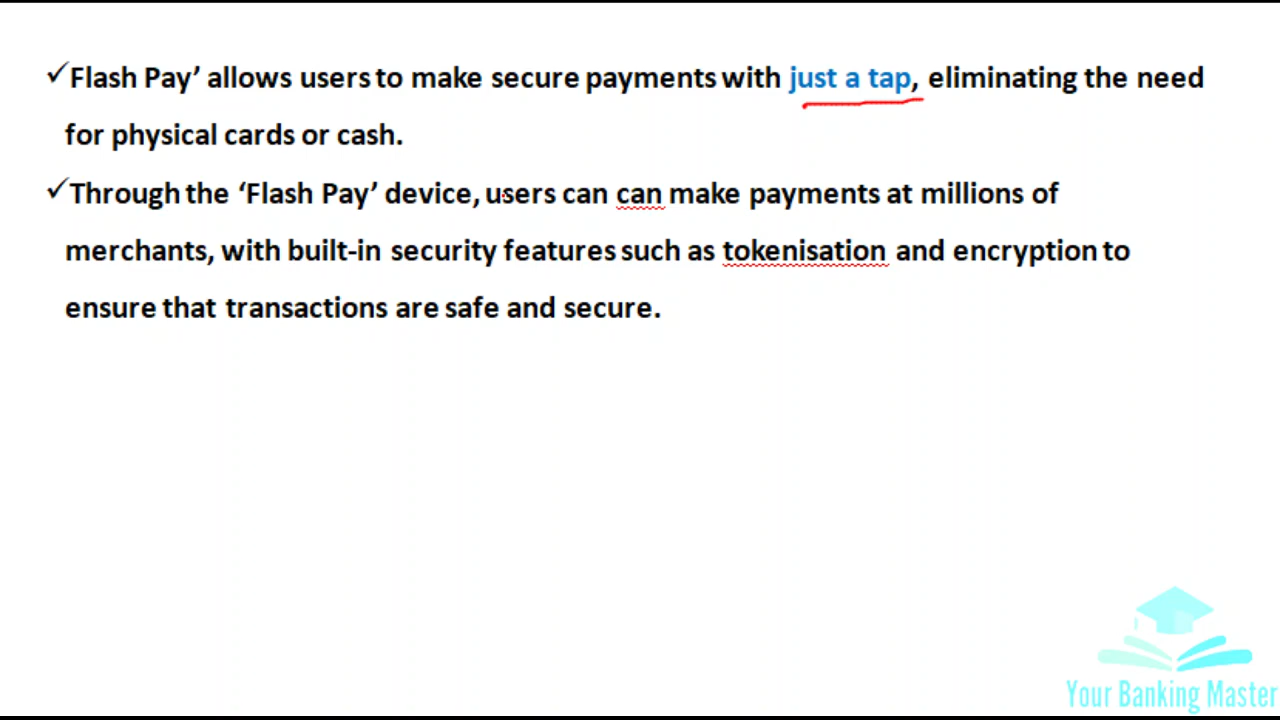 ✓Flash Pay’ allows users to make secure payments with just a tap, eliminating the need
for physical cards or cash.
✓Through the ‘Flash Pay’ device, users can can make payments at millions of
merchants, with built-in security features such as tokenisation and encryption to
ensure that transactions are safe and secure.
Your Banking Master